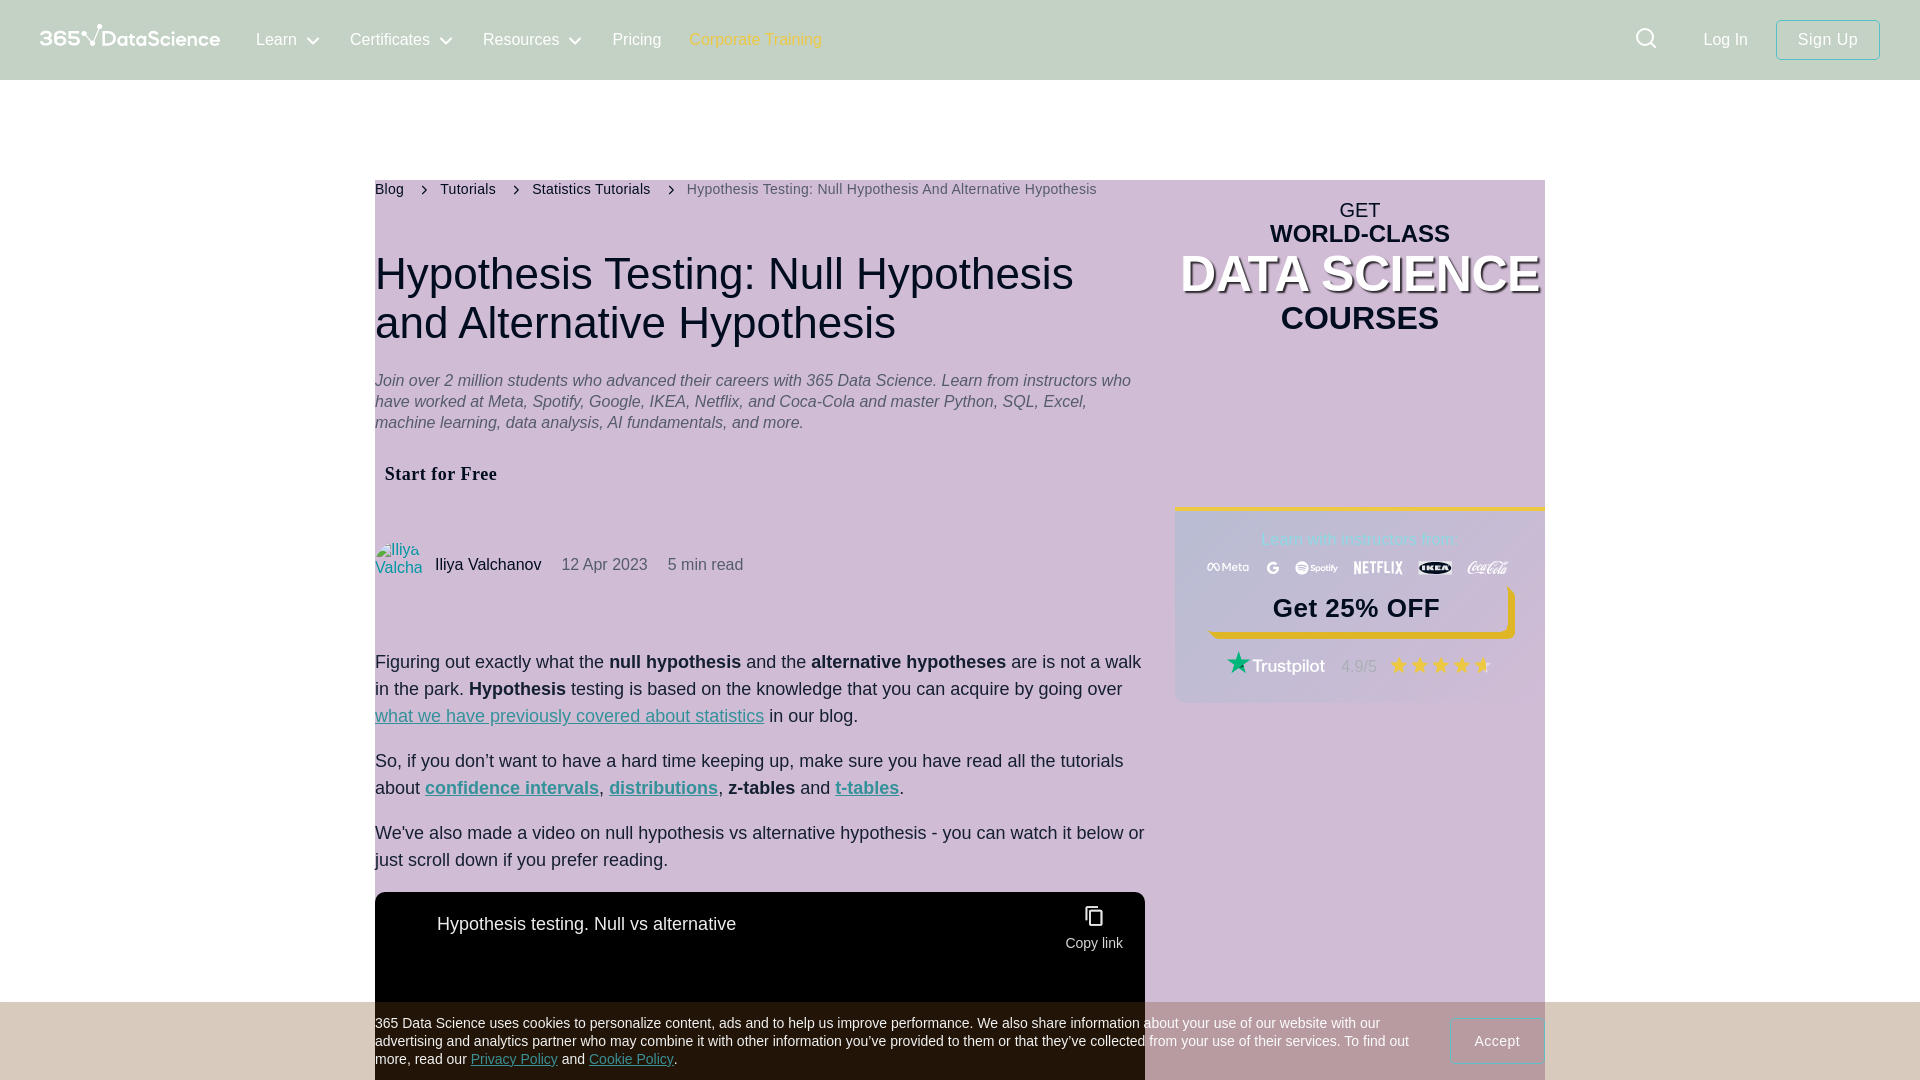 365 DataScience Learn Certificates Resources Pricing Corporate Training Log In Sign Up
Blog Tutorials Statistics Tutorials Hypothesis Testing: Null Hypothesis And Alternative Hypothesis
Hypothesis Testing: Null Hypothesis
and Alternative Hypothesis
Join over 2 million students who advanced their careers with 365 Data Science. Learn from instructors who
have worked at Meta, Spotify, Google, IKEA, Netflix, and Coca-Cola and master Python, SQL, Excel,
machine learning, data analysis, AI fundamentals, and more.
Start for Free
Iliya
Valcha
Iliya Valchanov 12 Apr 2023 5 min read
Figuring out exactly what the null hypothesis and the alternative hypotheses are is not a walk
in the park. Hypothesis testing is based on the knowledge that you can acquire by going over
what we have previously covered about statistics in our blog.
So, if you don’t want to have a hard time keeping up, make sure you have read all the tutorials
about confidence intervals, distributions, z-tables and t-tables.
We've also made a video on null hypothesis vs alternative hypothesis - you can watch it below or
just scroll down if you prefer reading.
Hypothesis testing. Null vs alternative
Copy link
GET
WORLD-CLASS
DATA SCIENCE
COURSES
Learn with instructors from:
Meta G Spotify NETFLIX IKEA Coca-Cola
Get 25% OFF
Trustpilot 4.9/5
365 Data Science uses cookies to personalize content, ads and to help us improve performance. We also share information about your use of our website with our
advertising and analytics partner who may combine it with other information you’ve provided to them or that they’ve collected from your use of their services. To find out
more, read our Privacy Policy and Cookie Policy.
Accept